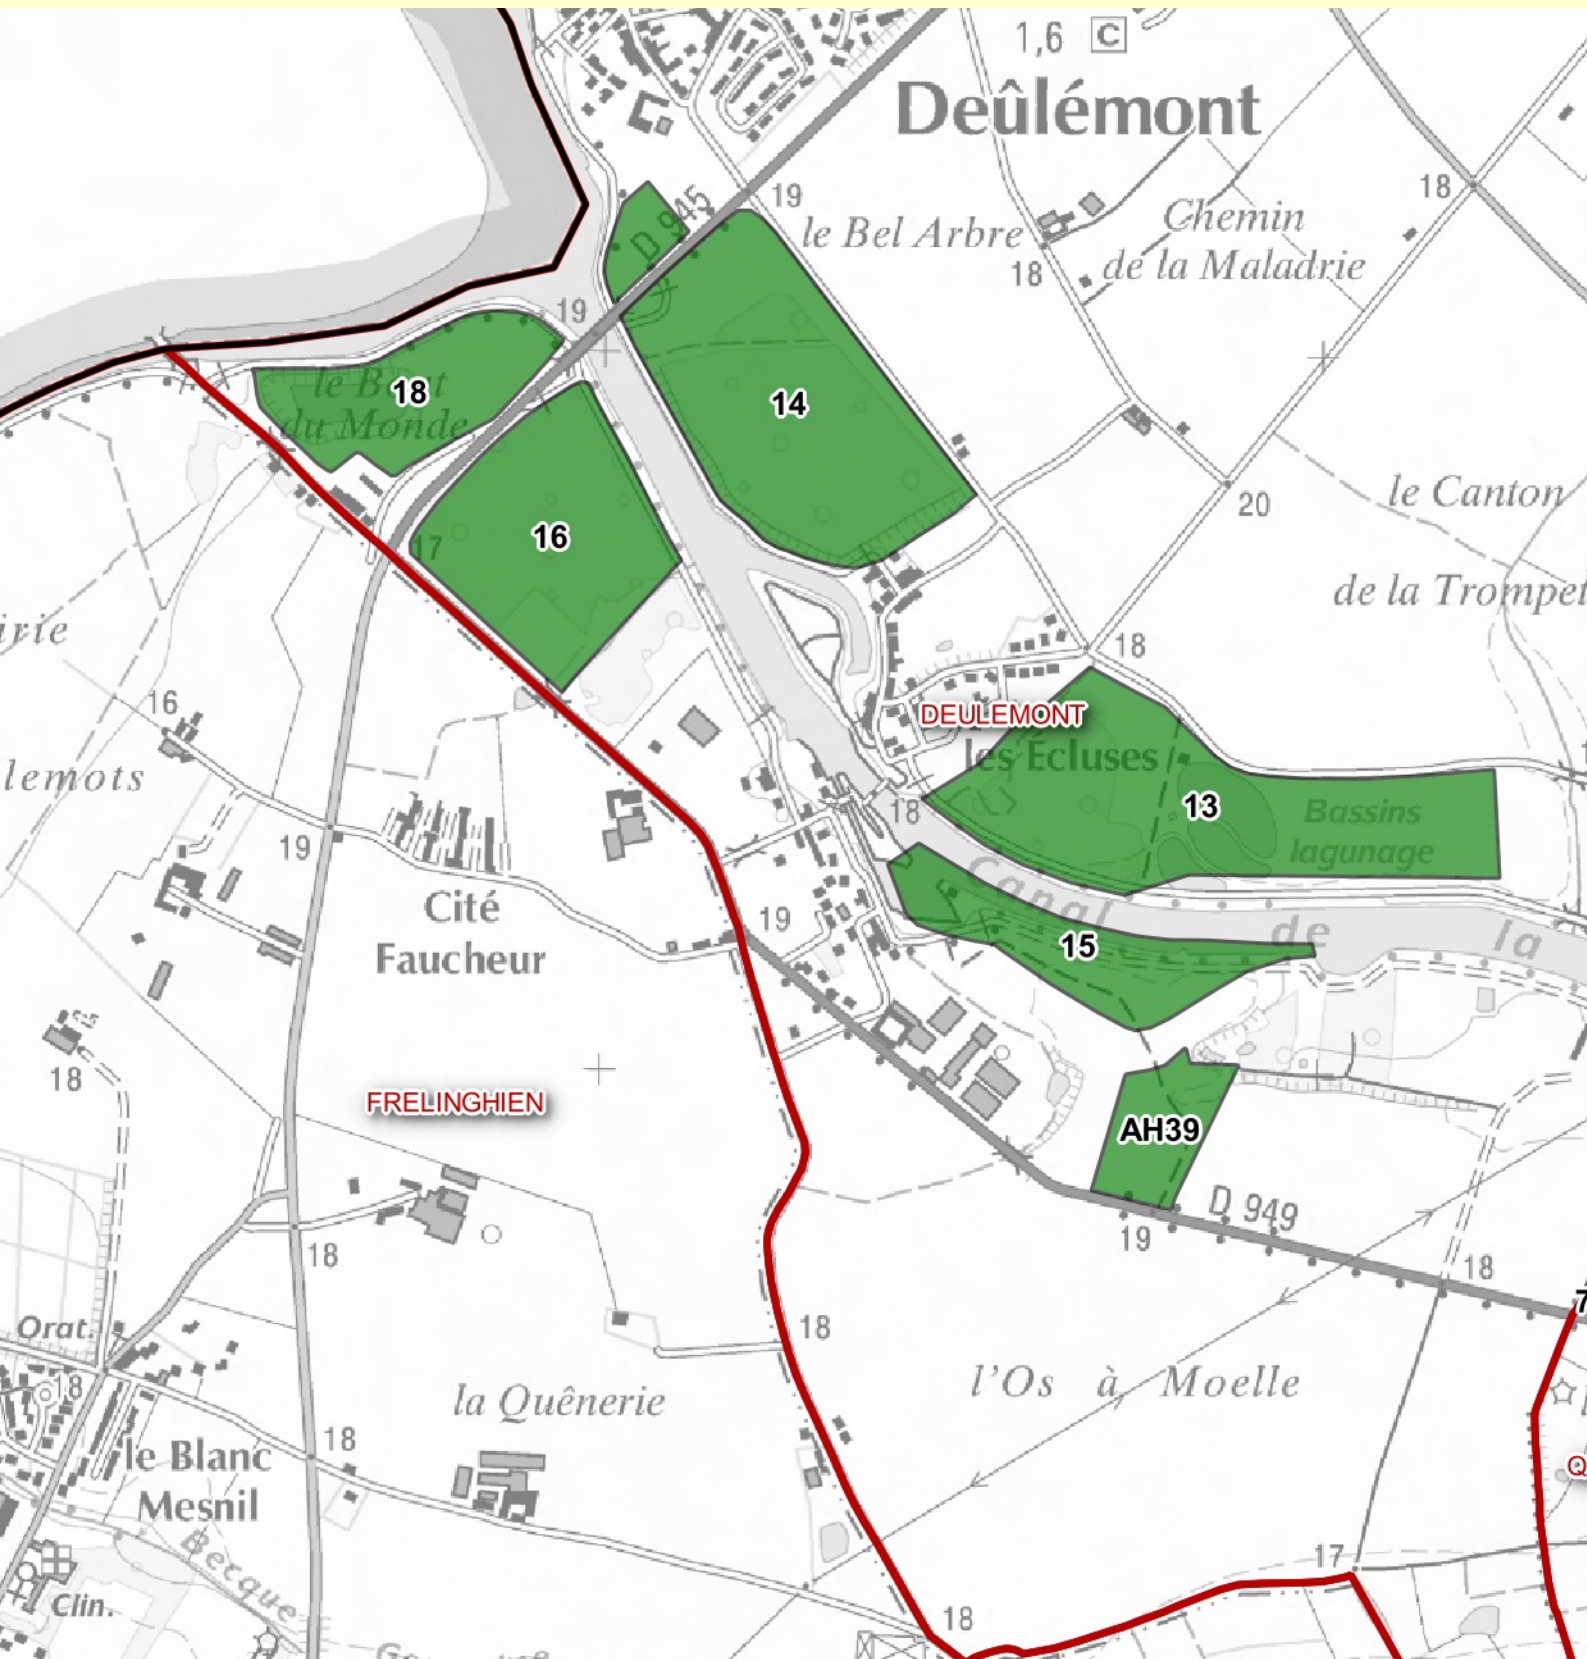 1,6 C
Deûlémont
19
le Bel Arbre
18
Chemin
de la Maladrie
18
D 945
19
le Bout
du Monde
18
14
16
17
20
le Canton
de la Trompet
irie
16
lemots
18
DEULEMONT
les Écluses
13
Bassins
lagunage
18
Canal de la
15
19
Cité
Faucheur
19
18
FRELINGHIEN
AH39
D 949
19
18
7
18
18
Orat.
18
la Quênerie
l'Os à Moelle
18
le Blanc
Mesnil
Becque
Clin.
17
18
Q